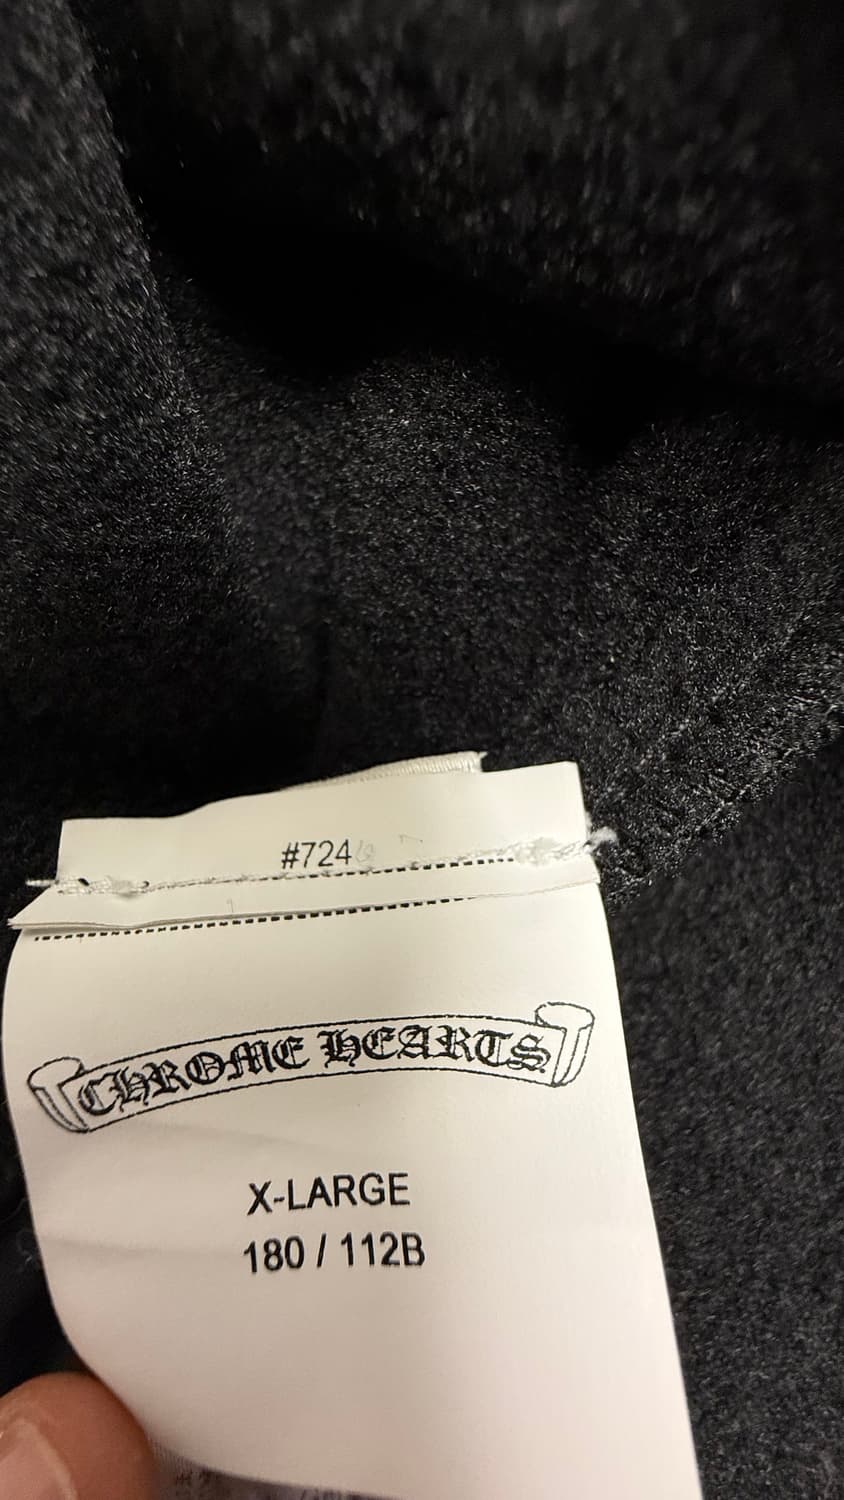 #724
CHROME HEARTS
X-LARGE
180 / 112B